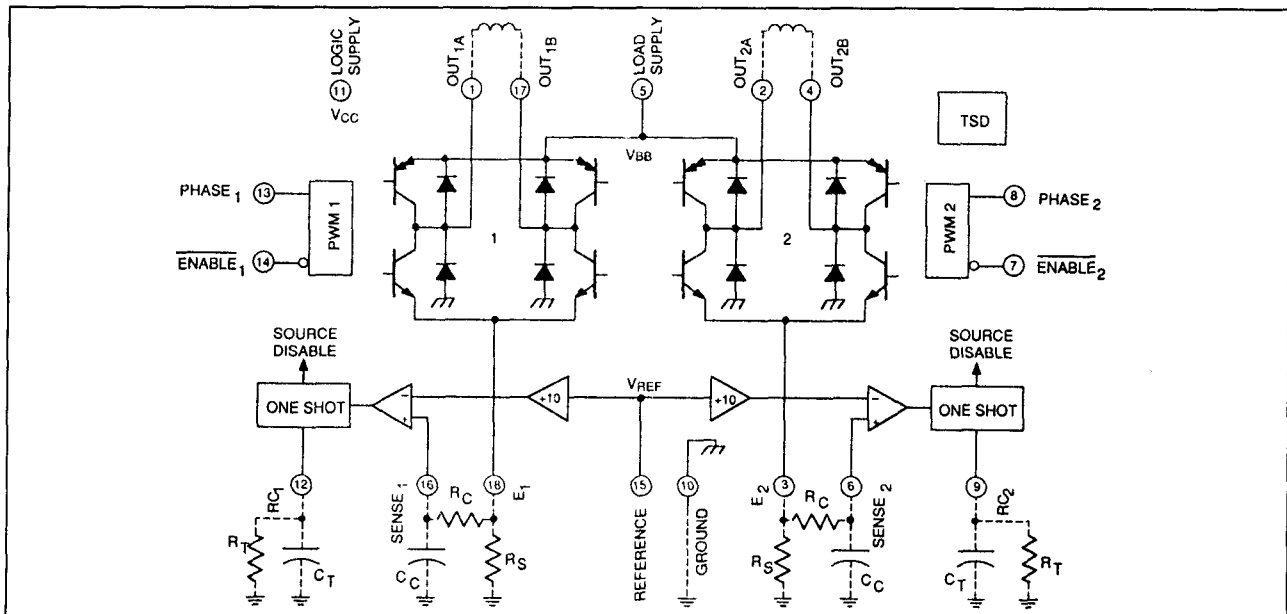 11 LOGIC SUPPLY
VCC
OUT1A
1
17
OUT1B
5 LOAD SUPPLY
OUT2A
2
4
OUT2B
TSD
VBB
PHASE1 13
ENABLE1 14
PWM 1
1
2
PWM 2
8 PHASE2
7 ENABLE2
SOURCE
DISABLE
SOURCE
DISABLE
ONE SHOT
-
+
+10
VREF
+10
-
+
ONE SHOT
RC1 12
SENSE1 16
RC
18 E1
REFERENCE 15
GROUND 10
E2 3
RC
6 SENSE2
9 RC2
RT
CT
CC
RS
RS
CC
CT
RT